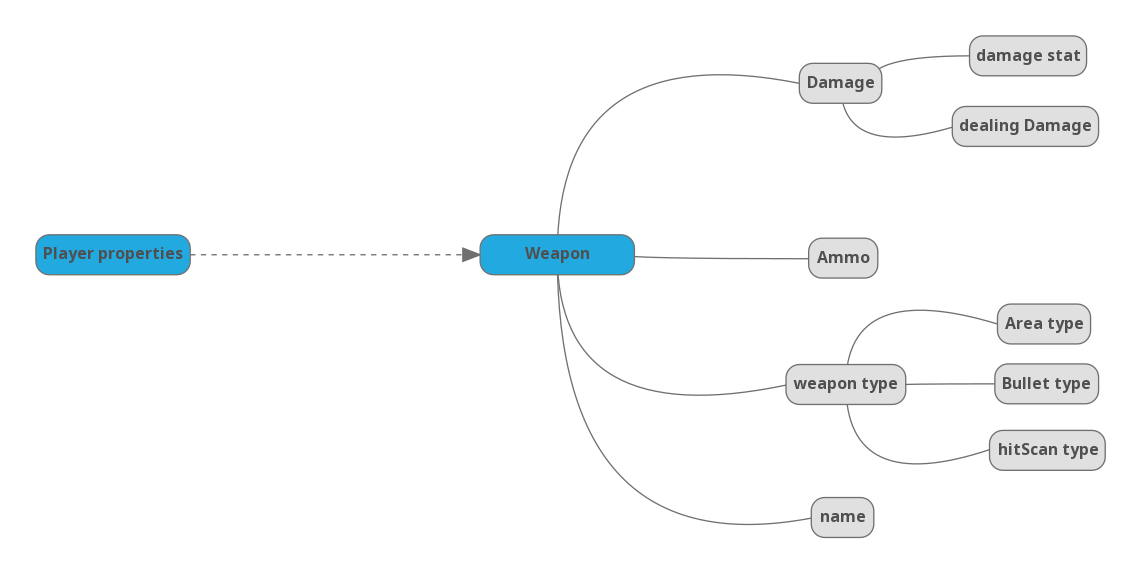 Player properties
Weapon
Damage
damage stat
dealing Damage
Ammo
weapon type
Area type
Bullet type
hitScan type
name